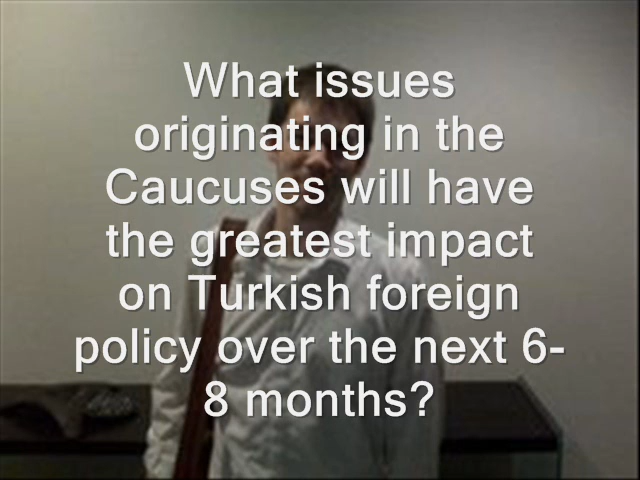 What issues
originating in the
Caucuses will have
the greatest impact
on Turkish foreign
policy over the next 6-
8 months?